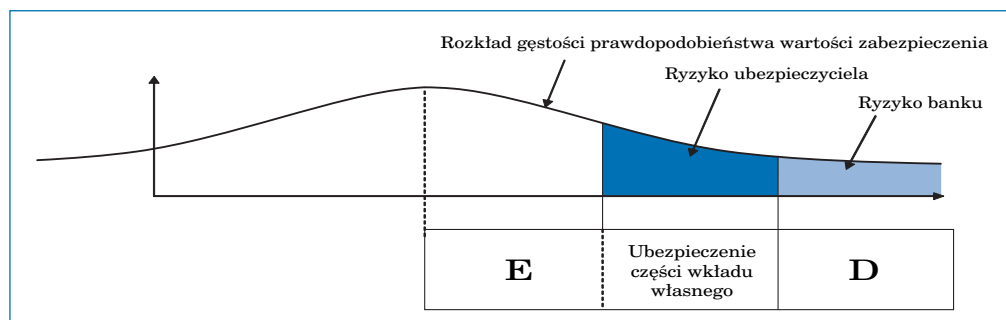 Rozkład gęstości prawdopodobieństwa wartości zabezpieczenia
Ryzyko ubezpieczyciela
Ryzyko banku
E
Ubezpieczenie
części wkładu
własnego
D